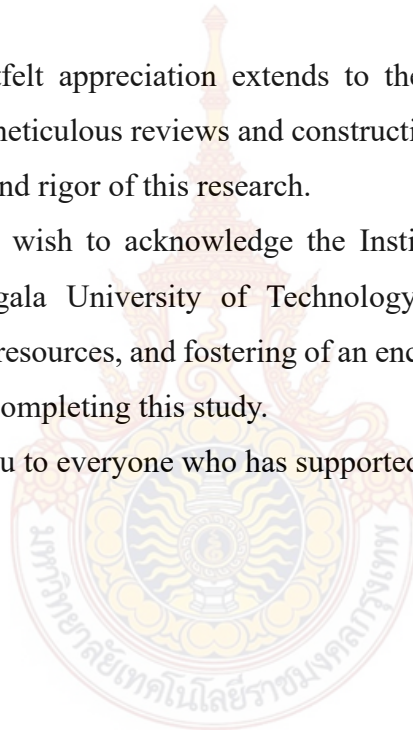 felt appreciation extends to the
neticulous reviews and constructi
nd rigor of this research.
wish to acknowledge the Insti
gala University of Technology
resources, and fostering of an enc
ompleting this study.
u to everyone who has supported
มหาวิทยาลัยเทคโนโลยีราชมงคลกรุงเทพ